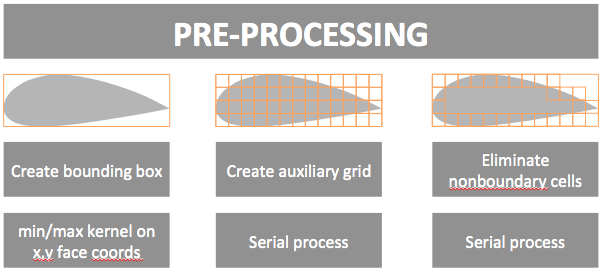 PRE-PROCESSING
Create bounding box
Create auxiliary grid
Eliminate
nonboundary cells
min/max kernel on
x,y face coords
Serial process
Serial process